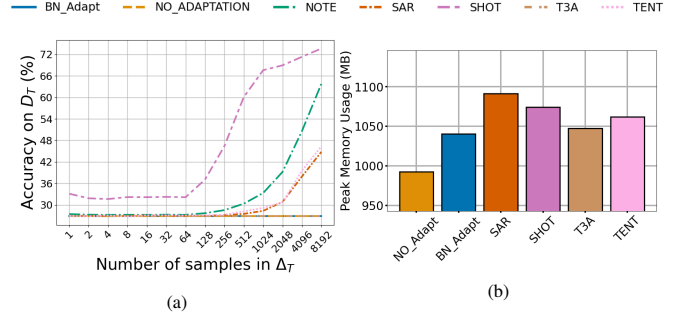 BN_Adapt NO_ADAPTATION NOTE SAR SHOT T3A TENT
Accuracy on D_T (%)
72
66
60
54
48
42
36
30
1 2 4 8 16 32 64 128 256 512 1024 2048 4096 8192
Number of samples in Δ_T
(a)
Peak Memory Usage (MB)
1100
1050
1000
950
NO_Adapt BN_Adapt SAR SHOT T3A TENT
(b)